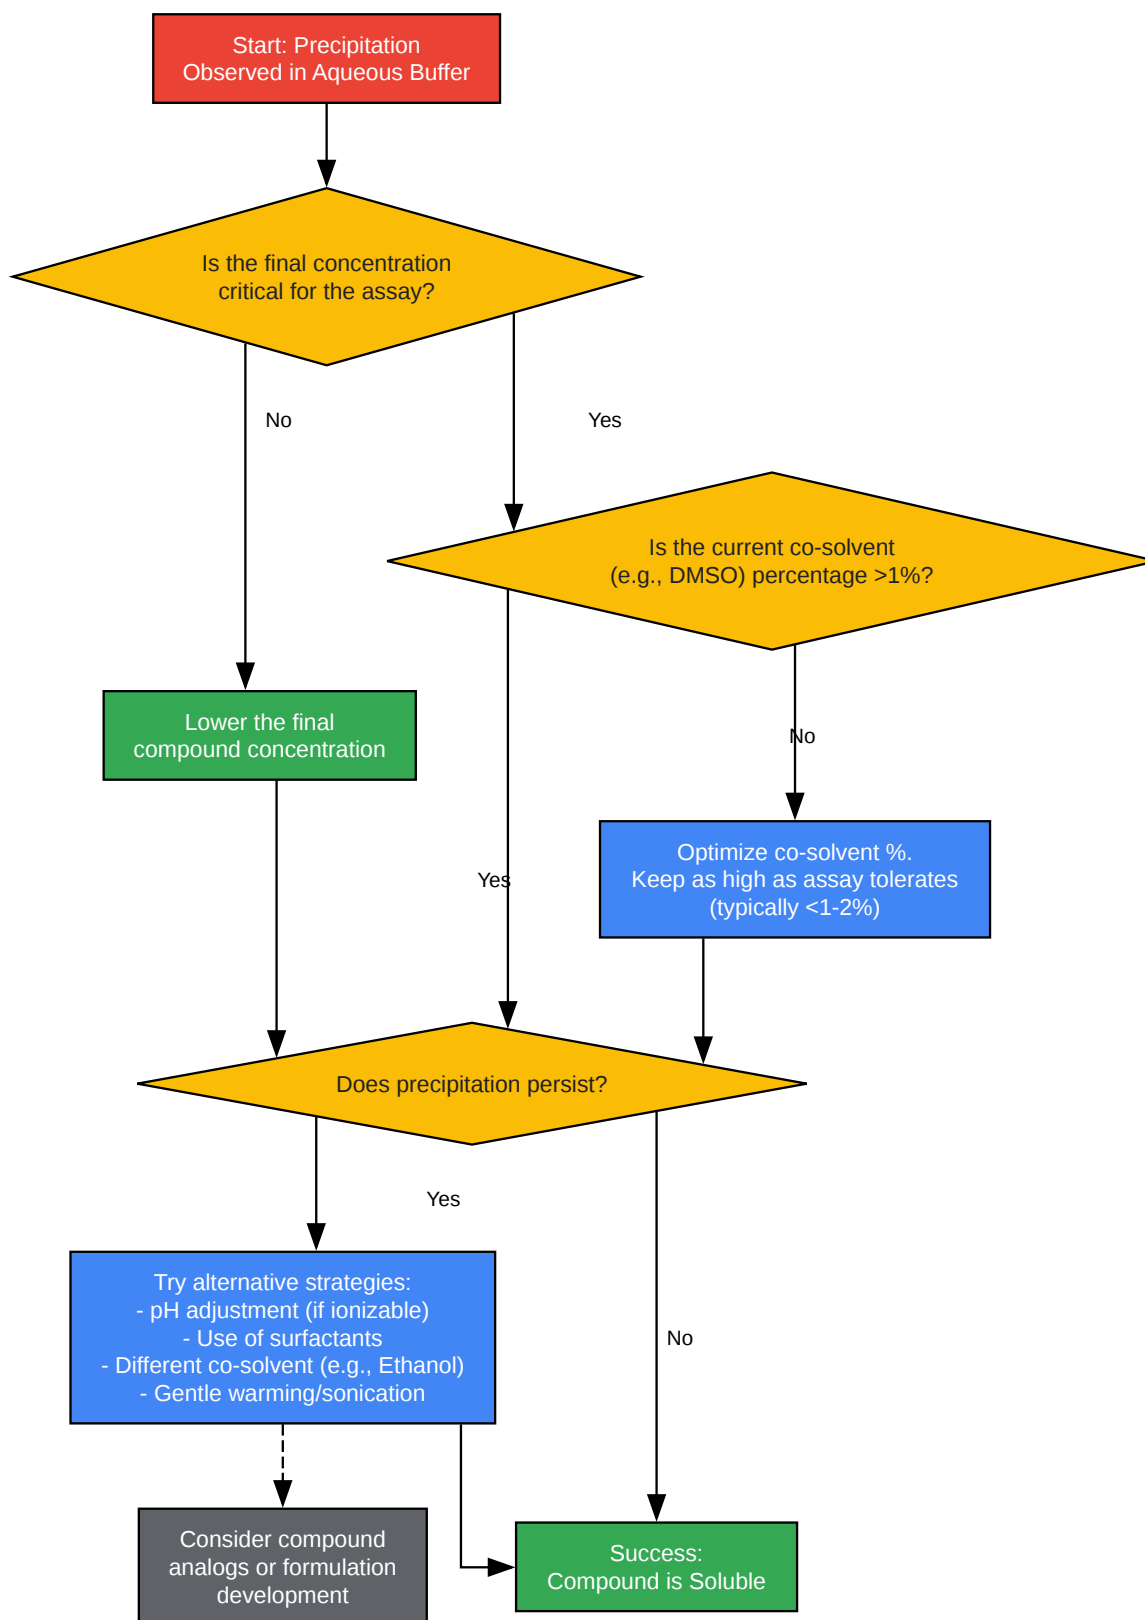 Start: Precipitation
Observed in Aqueous Buffer
Is the final concentration
critical for the assay?
No
Yes
Is the current co-solvent
(e.g., DMSO) percentage >1%?
Lower the final
compound concentration
No
Optimize co-solvent %.
Keep as high as assay tolerates
(typically <1-2%)
Yes
Does precipitation persist?
Yes
Try alternative strategies:
- pH adjustment (if ionizable)
- Use of surfactants
- Different co-solvent (e.g., Ethanol)
- Gentle warming/sonication
No
Consider compound
analogs or formulation
development
Success:
Compound is Soluble